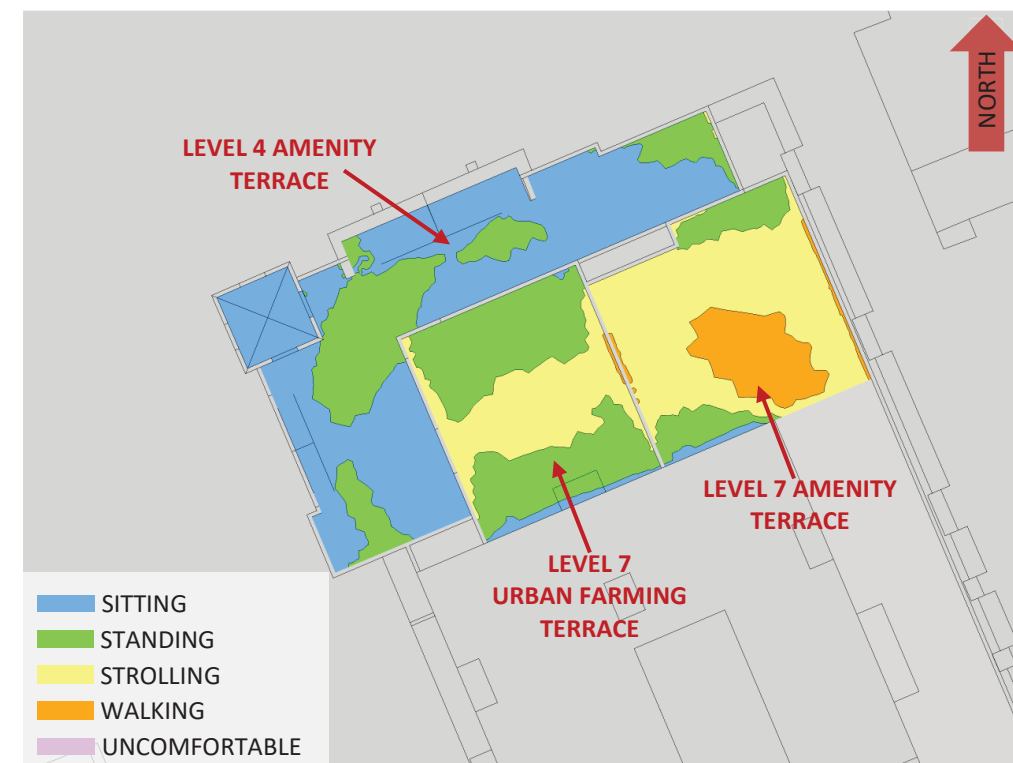 NORTH
LEVEL 4 AMENITY
TERRACE
LEVEL 7 AMENITY
TERRACE
LEVEL 7
URBAN FARMING
TERRACE
SITTING
STANDING
STROLLING
WALKING
UNCOMFORTABLE